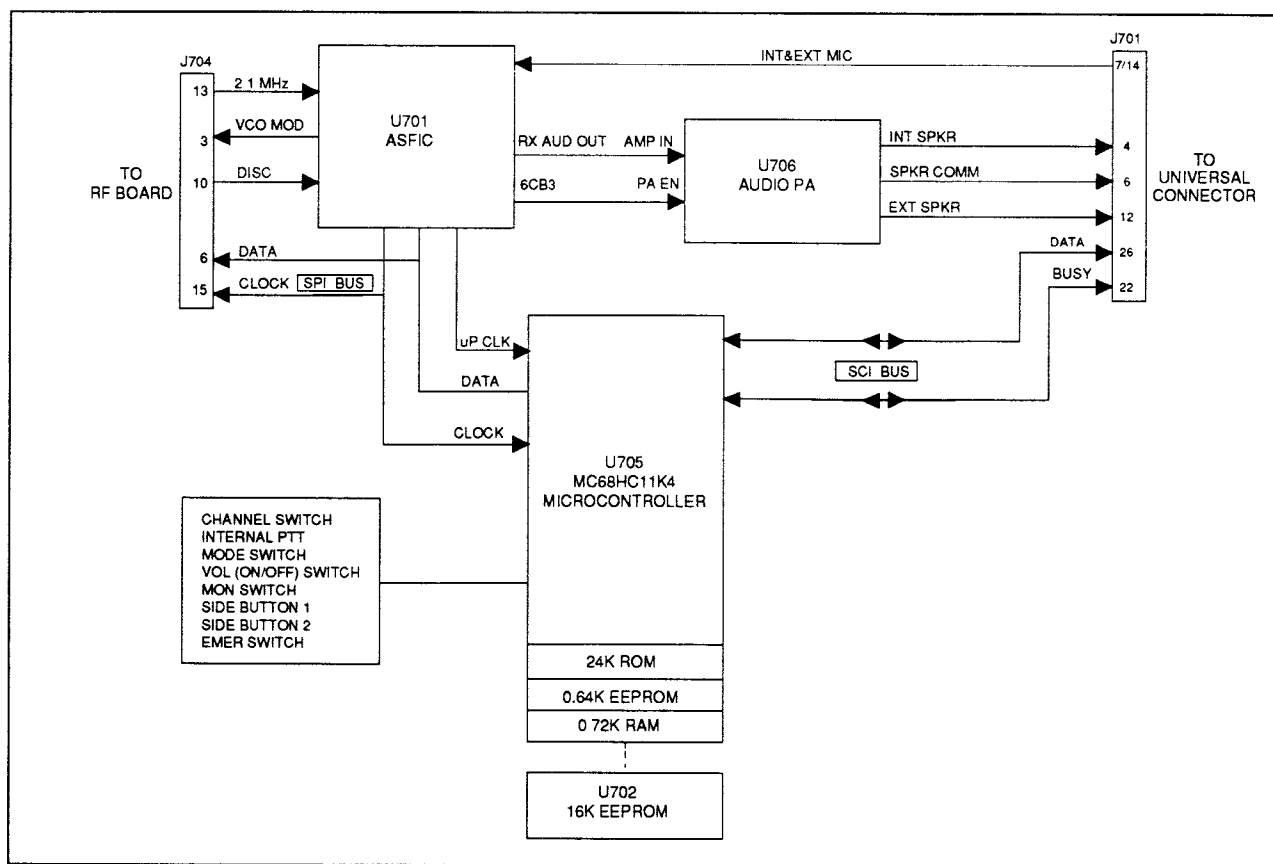 J704
TO
RF BOARD
13
3
10
6
15
2 1 MHz
VCO MOD
DISC
DATA
CLOCK
SPI BUS
U701
ASFIC
INT&EXT MIC
RX AUD OUT
AMP IN
6CB3
PA EN
U706
AUDIO PA
INT SPKR
SPKR COMM
EXT SPKR
DATA
BUSY
J701
7/14
4
6
12
26
22
TO
UNIVERSAL
CONNECTOR
uP CLK
DATA
CLOCK
SCI BUS
U705
MC68HC11K4
MICROCONTROLLER
CHANNEL SWITCH
INTERNAL PTT
MODE SWITCH
VOL (ON/OFF) SWITCH
MON SWITCH
SIDE BUTTON 1
SIDE BUTTON 2
EMER SWITCH
24K ROM
0.64K EEPROM
0 72K RAM
U702
16K EEPROM